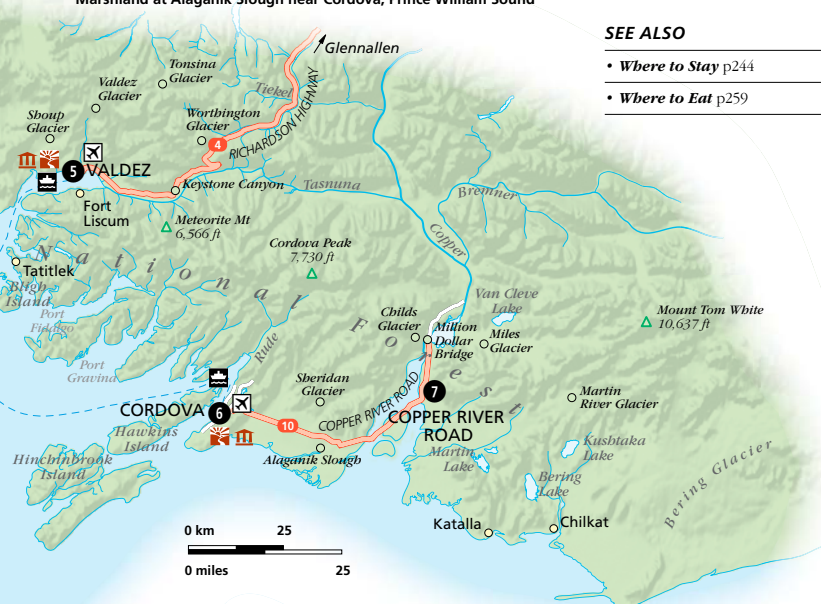 Marshland at Alaganik Slough near Cordova, Prince William Sound
SEE ALSO
• Where to Stay p244
• Where to Eat p259
Glennallen
Tonsina
Glacier
Valdez
Glacier
Tiekel
Shoup
Glacier
Worthington
Glacier
4
RICHARDSON HIGHWAY
5
VALDEZ
Keystone Canyon
Tasnuna
Bremner
Fort
Liscum
Meteorite Mt
6,566 ft
Copper
Cordova Peak
7,730 ft
National Forest
Tatitlek
Bligh
Island
Port
Fidalgo
Van Cleve
Lake
Mount Tom White
10,637 ft
Childs
Glacier
Million
Dollar
Bridge
Miles
Glacier
Rude
Port
Gravina
Sheridan
Glacier
7
Martin
River Glacier
CORDOVA
6
10
COPPER RIVER ROAD
COPPER RIVER
ROAD
Hawkins
Island
Alaganik Slough
Martin
Lake
Kushtaka
Lake
Hinchinbrook
Island
Bering
Lake
Bering Glacier
Katalla
Chilkat
0 km
25
0 miles
25